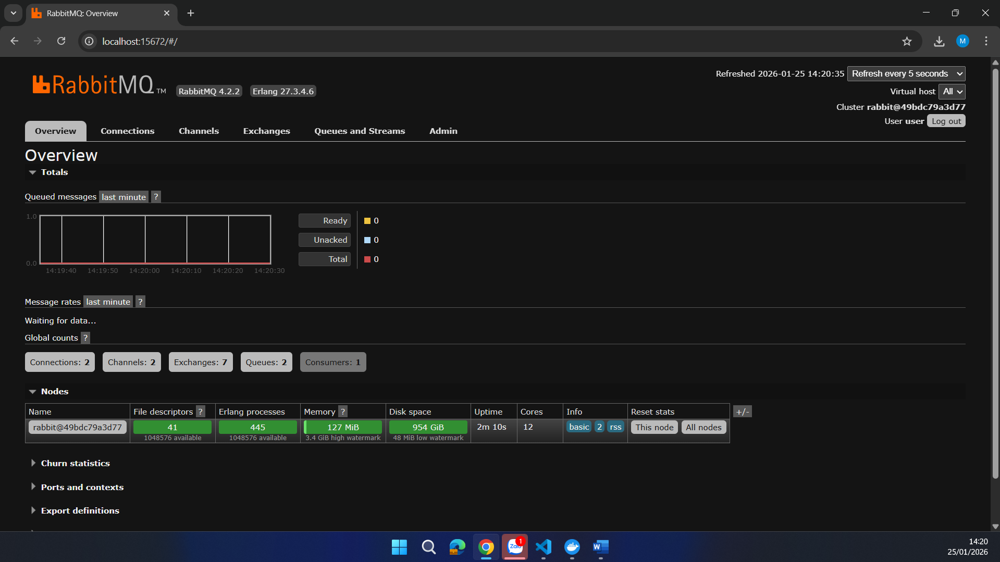 RabbitMQ: Overview
localhost:15672/#/
M
RabbitMQ TM RabbitMQ 4.2.2 Erlang 27.3.4.6
Refreshed 2026-01-25 14:20:35 Refresh every 5 seconds
Virtual host All
Cluster rabbit@49bdc79a3d77
User user Log out
Overview Connections Channels Exchanges Queues and Streams Admin
Overview
Totals
Queued messages last minute ?
1.0
0.0
14:19:40 14:19:50 14:20:00 14:20:10 14:20:20 14:20:30
Ready 0
Unacked 0
Total 0
Message rates last minute ?
Waiting for data...
Global counts ?
Connections: 2 Channels: 2 Exchanges: 7 Queues: 2 Consumers: 1
Nodes
Name File descriptors ? Erlang processes Memory ? Disk space Uptime Cores Info Reset stats +/-
rabbit@49bdc79a3d77 41 445 127 MiB 954 GiB 2m 10s 12 basic 2 rss This node All nodes
1048576 available 1048576 available 3.4 GiB high watermark 48 MiB low watermark
Churn statistics
Ports and contexts
Export definitions
Zalo 1
W
14:20
25/01/2026